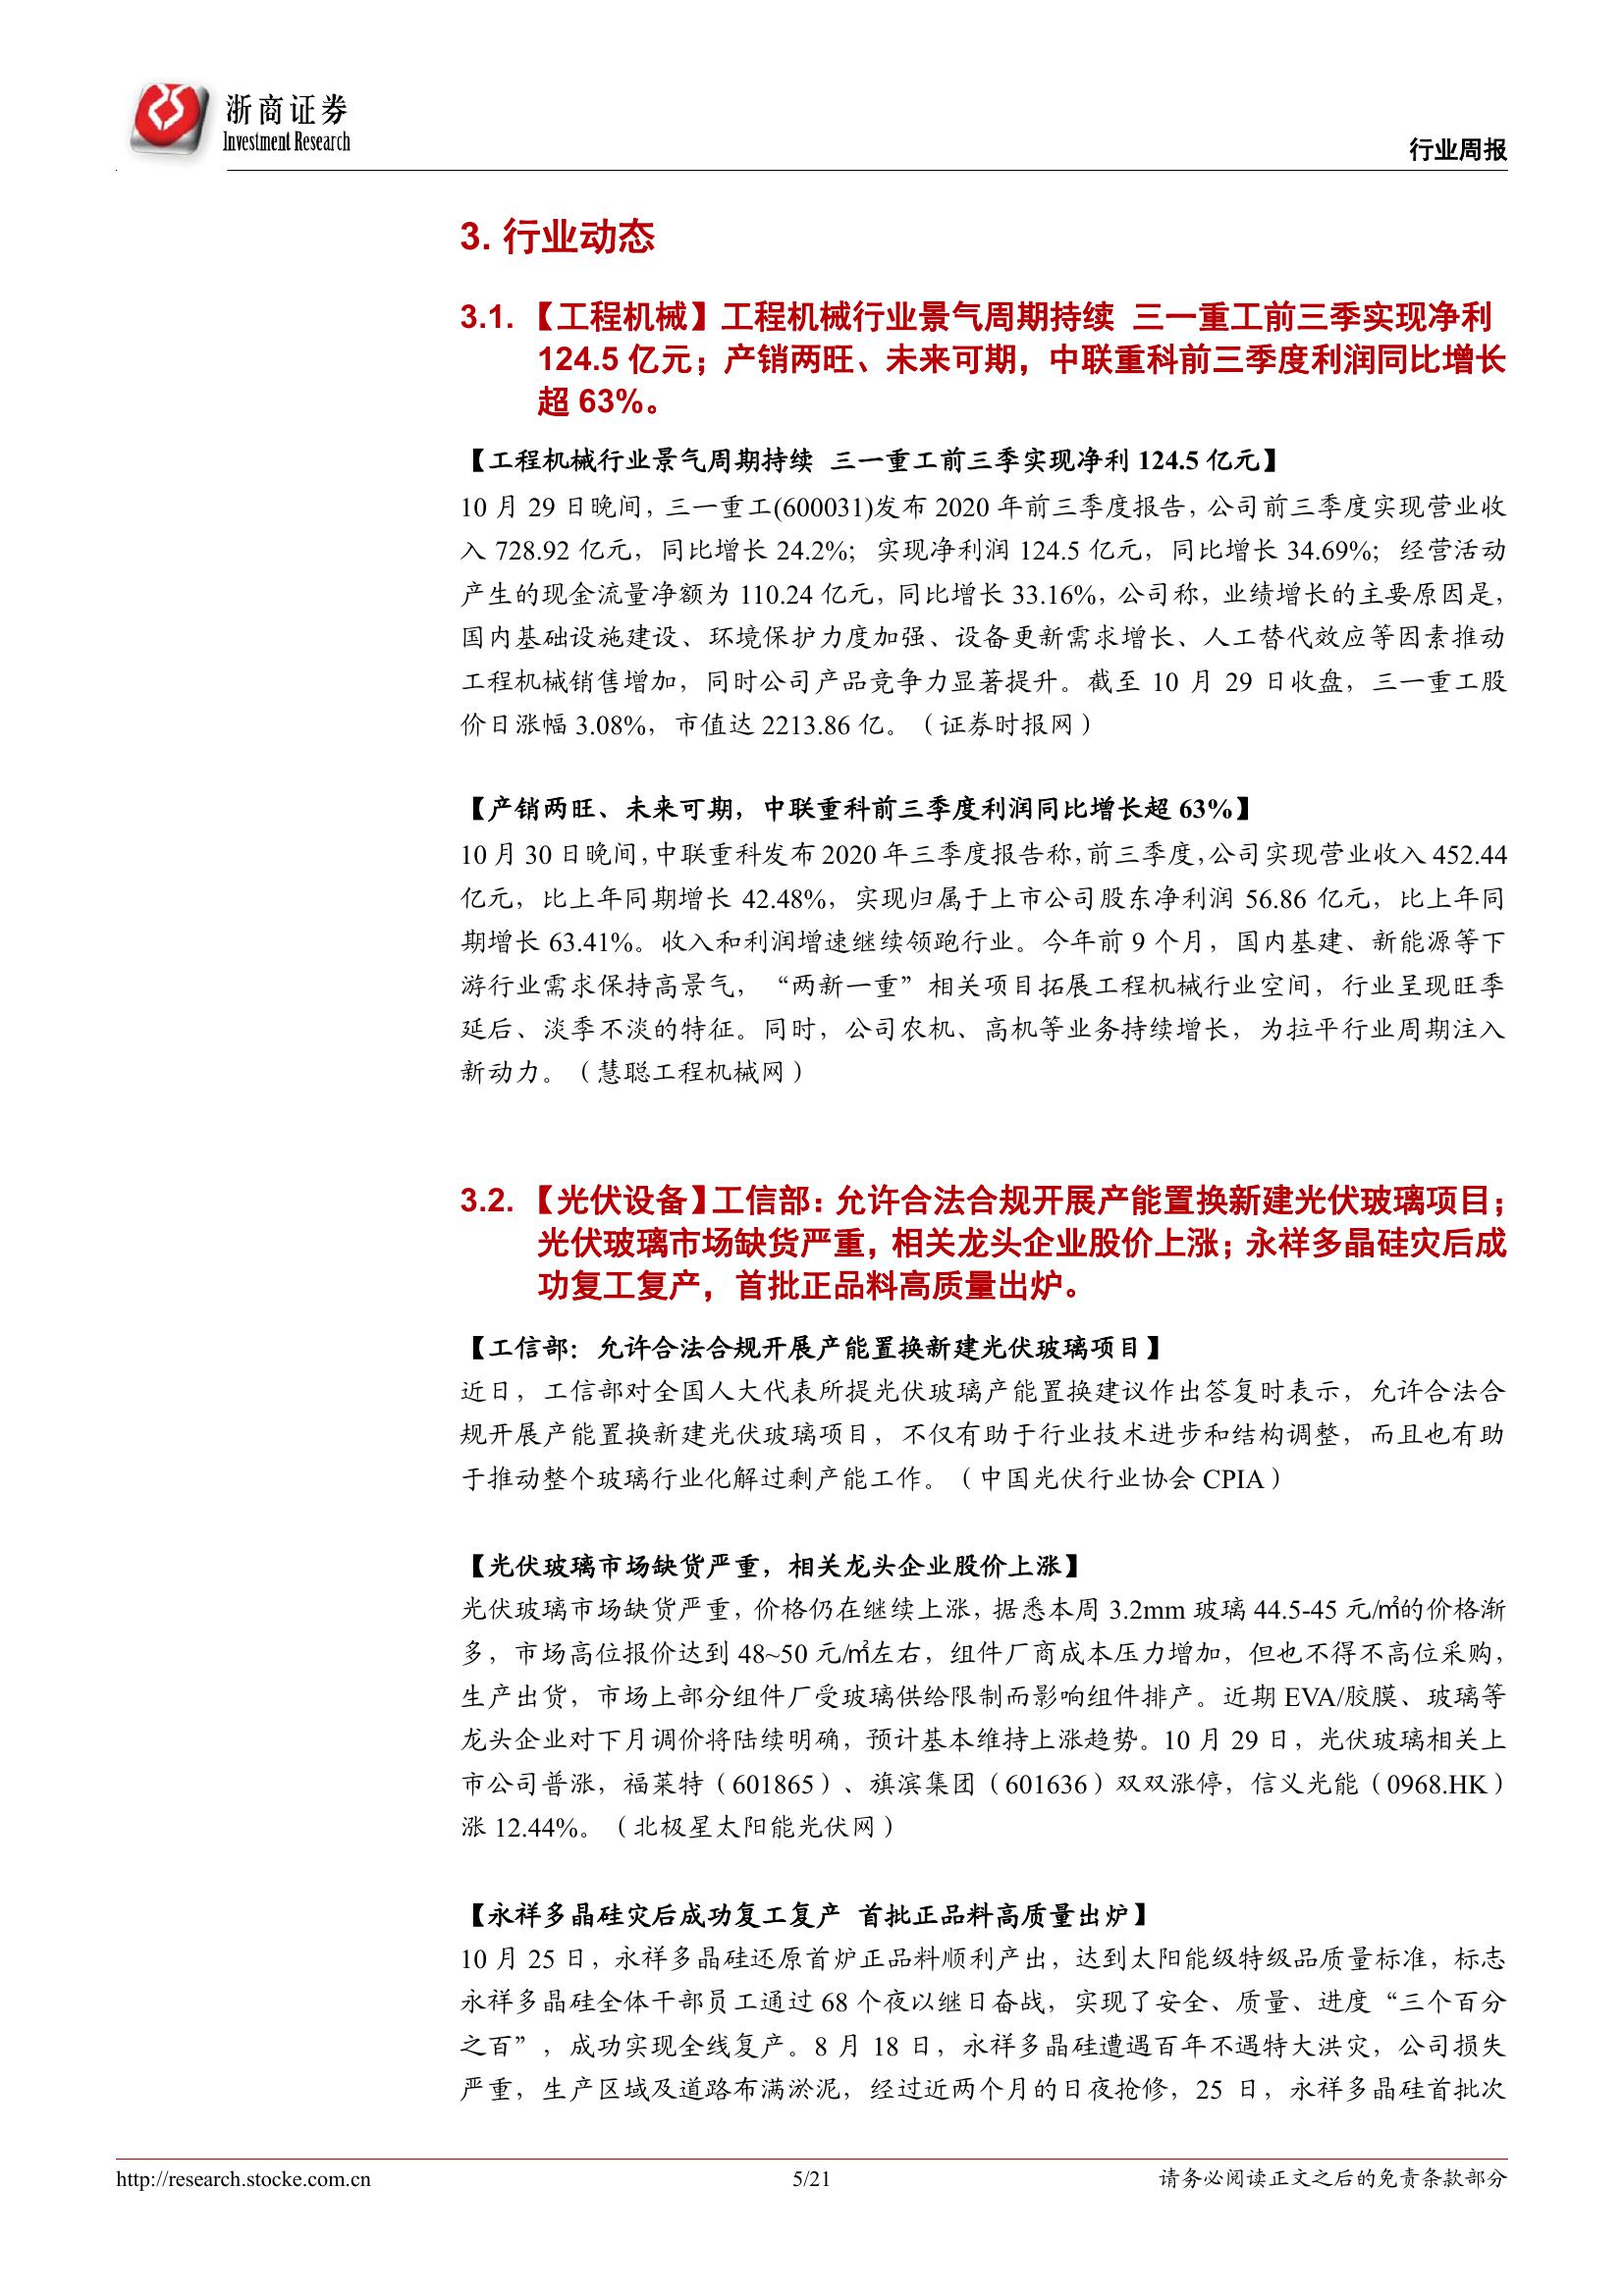 浙商证券
Investment Research
行业周报
3. 行业动态
3.1. 【工程机械】工程机械行业景气周期持续 三一重工前三季实现净利
124.5 亿元；产销两旺、未来可期，中联重科前三季度利润同比增长
超 63%。
【工程机械行业景气周期持续 三一重工前三季实现净利 124.5 亿元】
10 月 29 日晚间，三一重工(600031)发布 2020 年前三季度报告，公司前三季度实现营业收
入 728.92 亿元，同比增长 24.2%；实现净利润 124.5 亿元，同比增长 34.69%；经营活动
产生的现金流量净额为 110.24 亿元，同比增长 33.16%，公司称，业绩增长的主要原因是，
国内基础设施建设、环境保护力度加强、设备更新需求增长、人工替代效应等因素推动
工程机械销售增加，同时公司产品竞争力显著提升。截至 10 月 29 日收盘，三一重工股
价日涨幅 3.08%，市值达 2213.86 亿。（证券时报网）
【产销两旺、未来可期，中联重科前三季度利润同比增长超 63%】
10 月 30 日晚间，中联重科发布 2020 年三季度报告称，前三季度，公司实现营业收入 452.44
亿元，比上年同期增长 42.48%，实现归属于上市公司股东净利润 56.86 亿元，比上年同
期增长 63.41%。收入和利润增速继续领跑行业。今年前 9 个月，国内基建、新能源等下
游行业需求保持高景气，“两新一重”相关项目拓展工程机械行业空间，行业呈现旺季
延后、淡季不淡的特征。同时，公司农机、高机等业务持续增长，为拉平行业周期注入
新动力。（慧聪工程机械网）
3.2. 【光伏设备】工信部：允许合法合规开展产能置换新建光伏玻璃项目；
光伏玻璃市场缺货严重，相关龙头企业股价上涨；永祥多晶硅灾后成
功复工复产，首批正品料高质量出炉。
【工信部：允许合法合规开展产能置换新建光伏玻璃项目】
近日，工信部对全国人大代表所提光伏玻璃产能置换建议作出答复时表示，允许合法合
规开展产能置换新建光伏玻璃项目，不仅有助于行业技术进步和结构调整，而且也有助
于推动整个玻璃行业化解过剩产能工作。（中国光伏行业协会 CPIA）
【光伏玻璃市场缺货严重，相关龙头企业股价上涨】
光伏玻璃市场缺货严重，价格仍在继续上涨，据悉本周 3.2mm 玻璃 44.5-45 元/㎡的价格渐
多，市场高位报价达到 48~50 元/㎡左右，组件厂商成本压力增加，但也不得不高位采购，
生产出货，市场上部分组件厂受玻璃供给限制而影响组件排产。近期 EVA/胶膜、玻璃等
龙头企业对下月调价将陆续明确，预计基本维持上涨趋势。10 月 29 日，光伏玻璃相关上
市公司普涨，福莱特（601865）、旗滨集团（601636）双双涨停，信义光能（0968.HK）
涨 12.44%。（北极星太阳能光伏网）
【永祥多晶硅灾后成功复工复产 首批正品料高质量出炉】
10 月 25 日，永祥多晶硅还原首炉正品料顺利产出，达到太阳能级特级品质量标准，标志
永祥多晶硅全体干部员工通过 68 个夜以继日奋战，实现了安全、质量、进度“三个百分
之百”，成功实现全线复产。8 月 18 日，永祥多晶硅遭遇百年不遇特大洪灾，公司损失
严重，生产区域及道路布满淤泥，经过近两个月的日夜抢修，25 日，永祥多晶硅首批次
http://research.stocke.com.cn
5/21
请务必阅读正文之后的免责条款部分